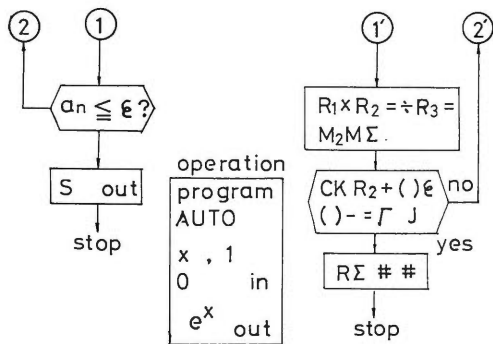 2 1
an ≦ ε?
S out
stop
operation
program
AUTO
x , 1
0 in
e^x out
1' 2'
R1 x R2 = ÷ R3 =
M2 M Σ.
CK R2 + ( ) ε
( ) - = Γ J
no
yes
R Σ # #
stop